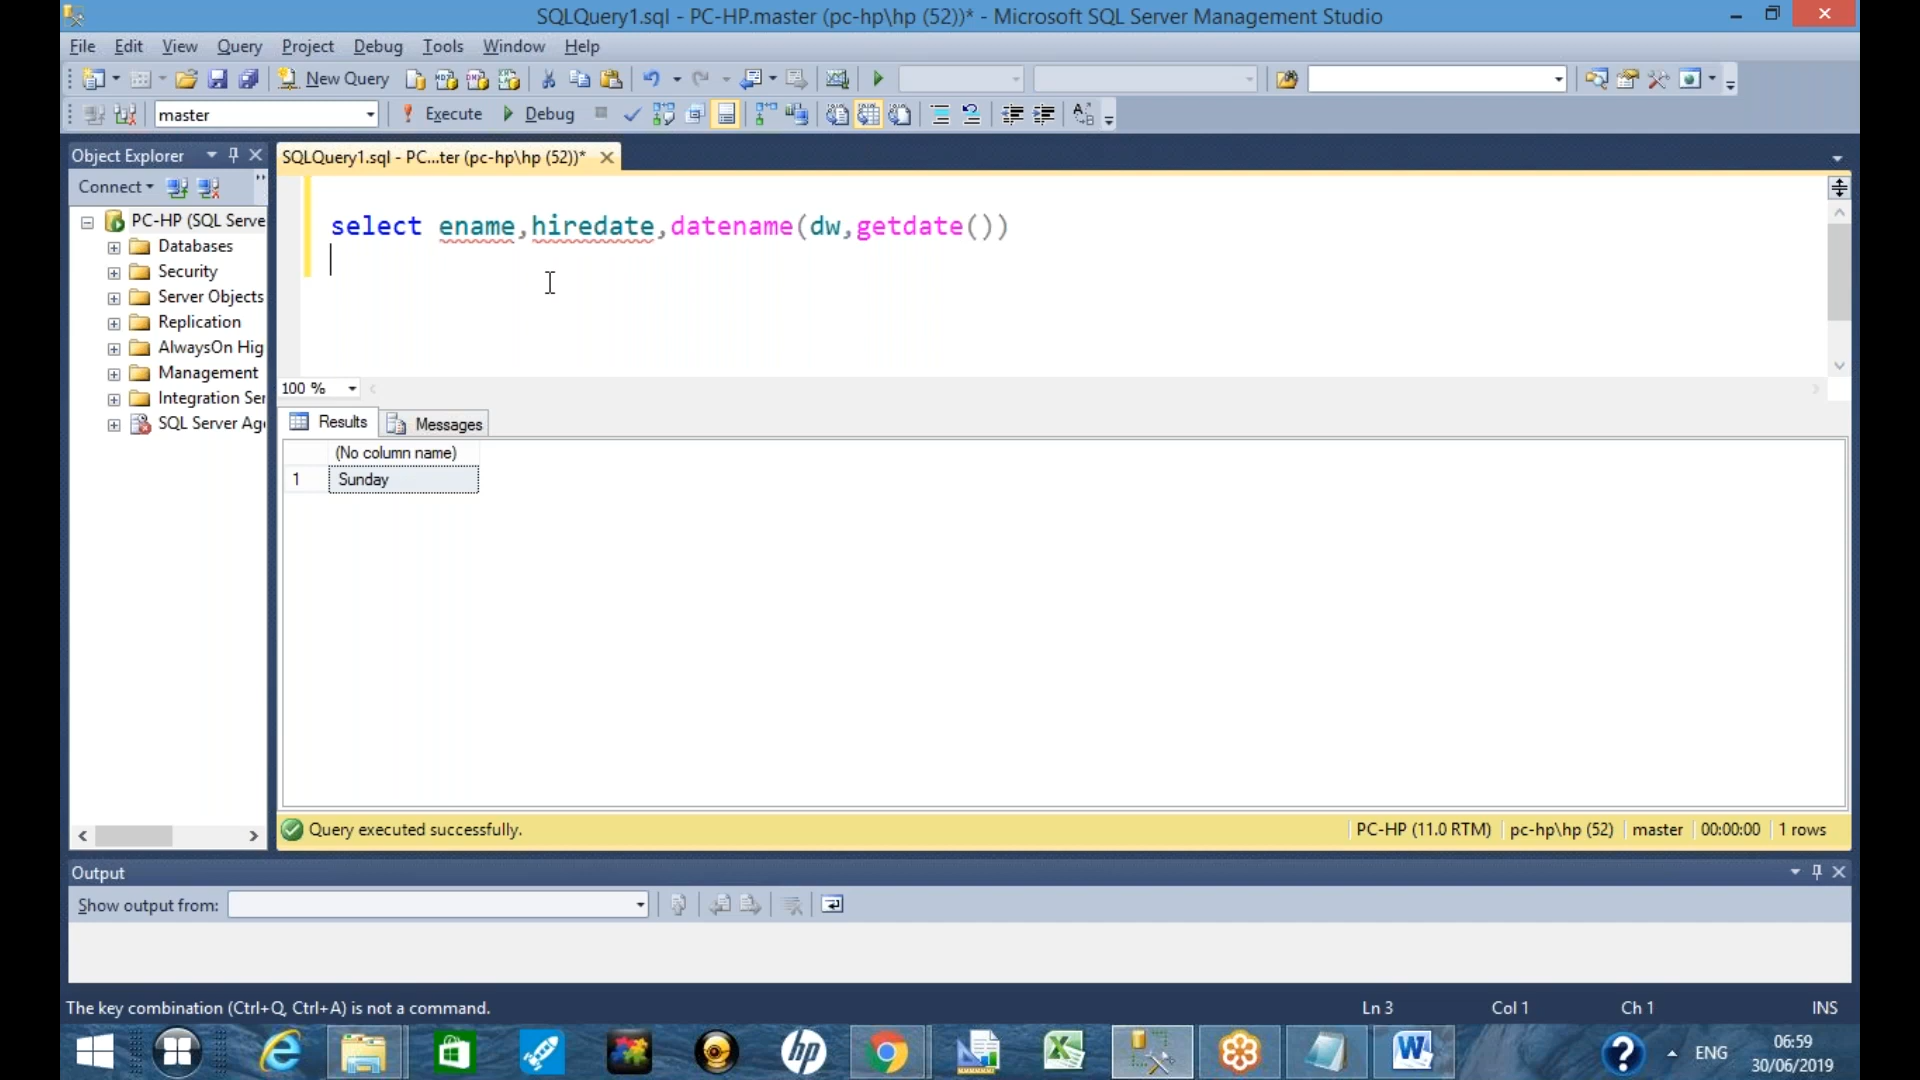 SQLQuery1.sql - PC-HP.master (pc-hp\hp (52))* - Microsoft SQL Server Management Studio
File Edit View Query Project Debug Tools Window Help
New Query
master Execute Debug
Object Explorer
SQLQuery1.sql - PC...ter (pc-hp\hp (52))*
Connect
PC-HP (SQL Serve
Databases
Security
Server Objects
Replication
AlwaysOn Hig
Management
Integration Ser
SQL Server Age
select ename,hiredate,datename(dw,getdate())
100 %
Results Messages
(No column name)
1 Sunday
Query executed successfully. PC-HP (11.0 RTM) pc-hp\hp (52) master 00:00:00 1 rows
Output
Show output from:
The key combination (Ctrl+Q, Ctrl+A) is not a command. Ln 3 Col 1 Ch 1 INS
hp
ENG
06:59
30/06/2019